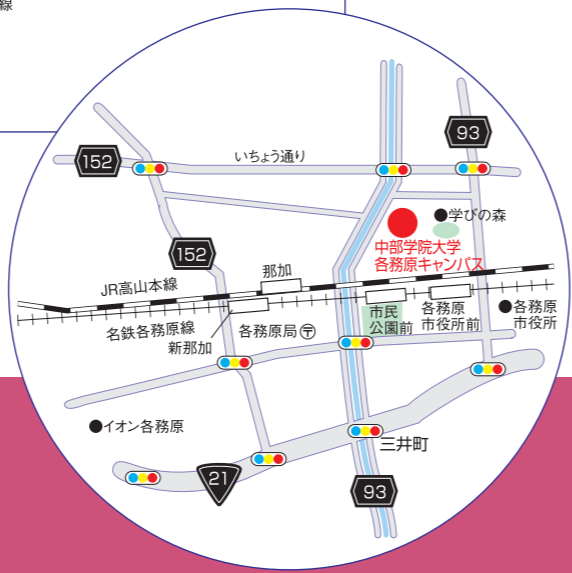 線
93
152
いちょう通り
学びの森
中部学院大学
各務原キャンパス
152
那加
JR高山本線
名鉄各務原線
新那加
各務原局〒
市民
公園前
各務原
市役所前
各務原
市役所
イオン各務原
三井町
21
93